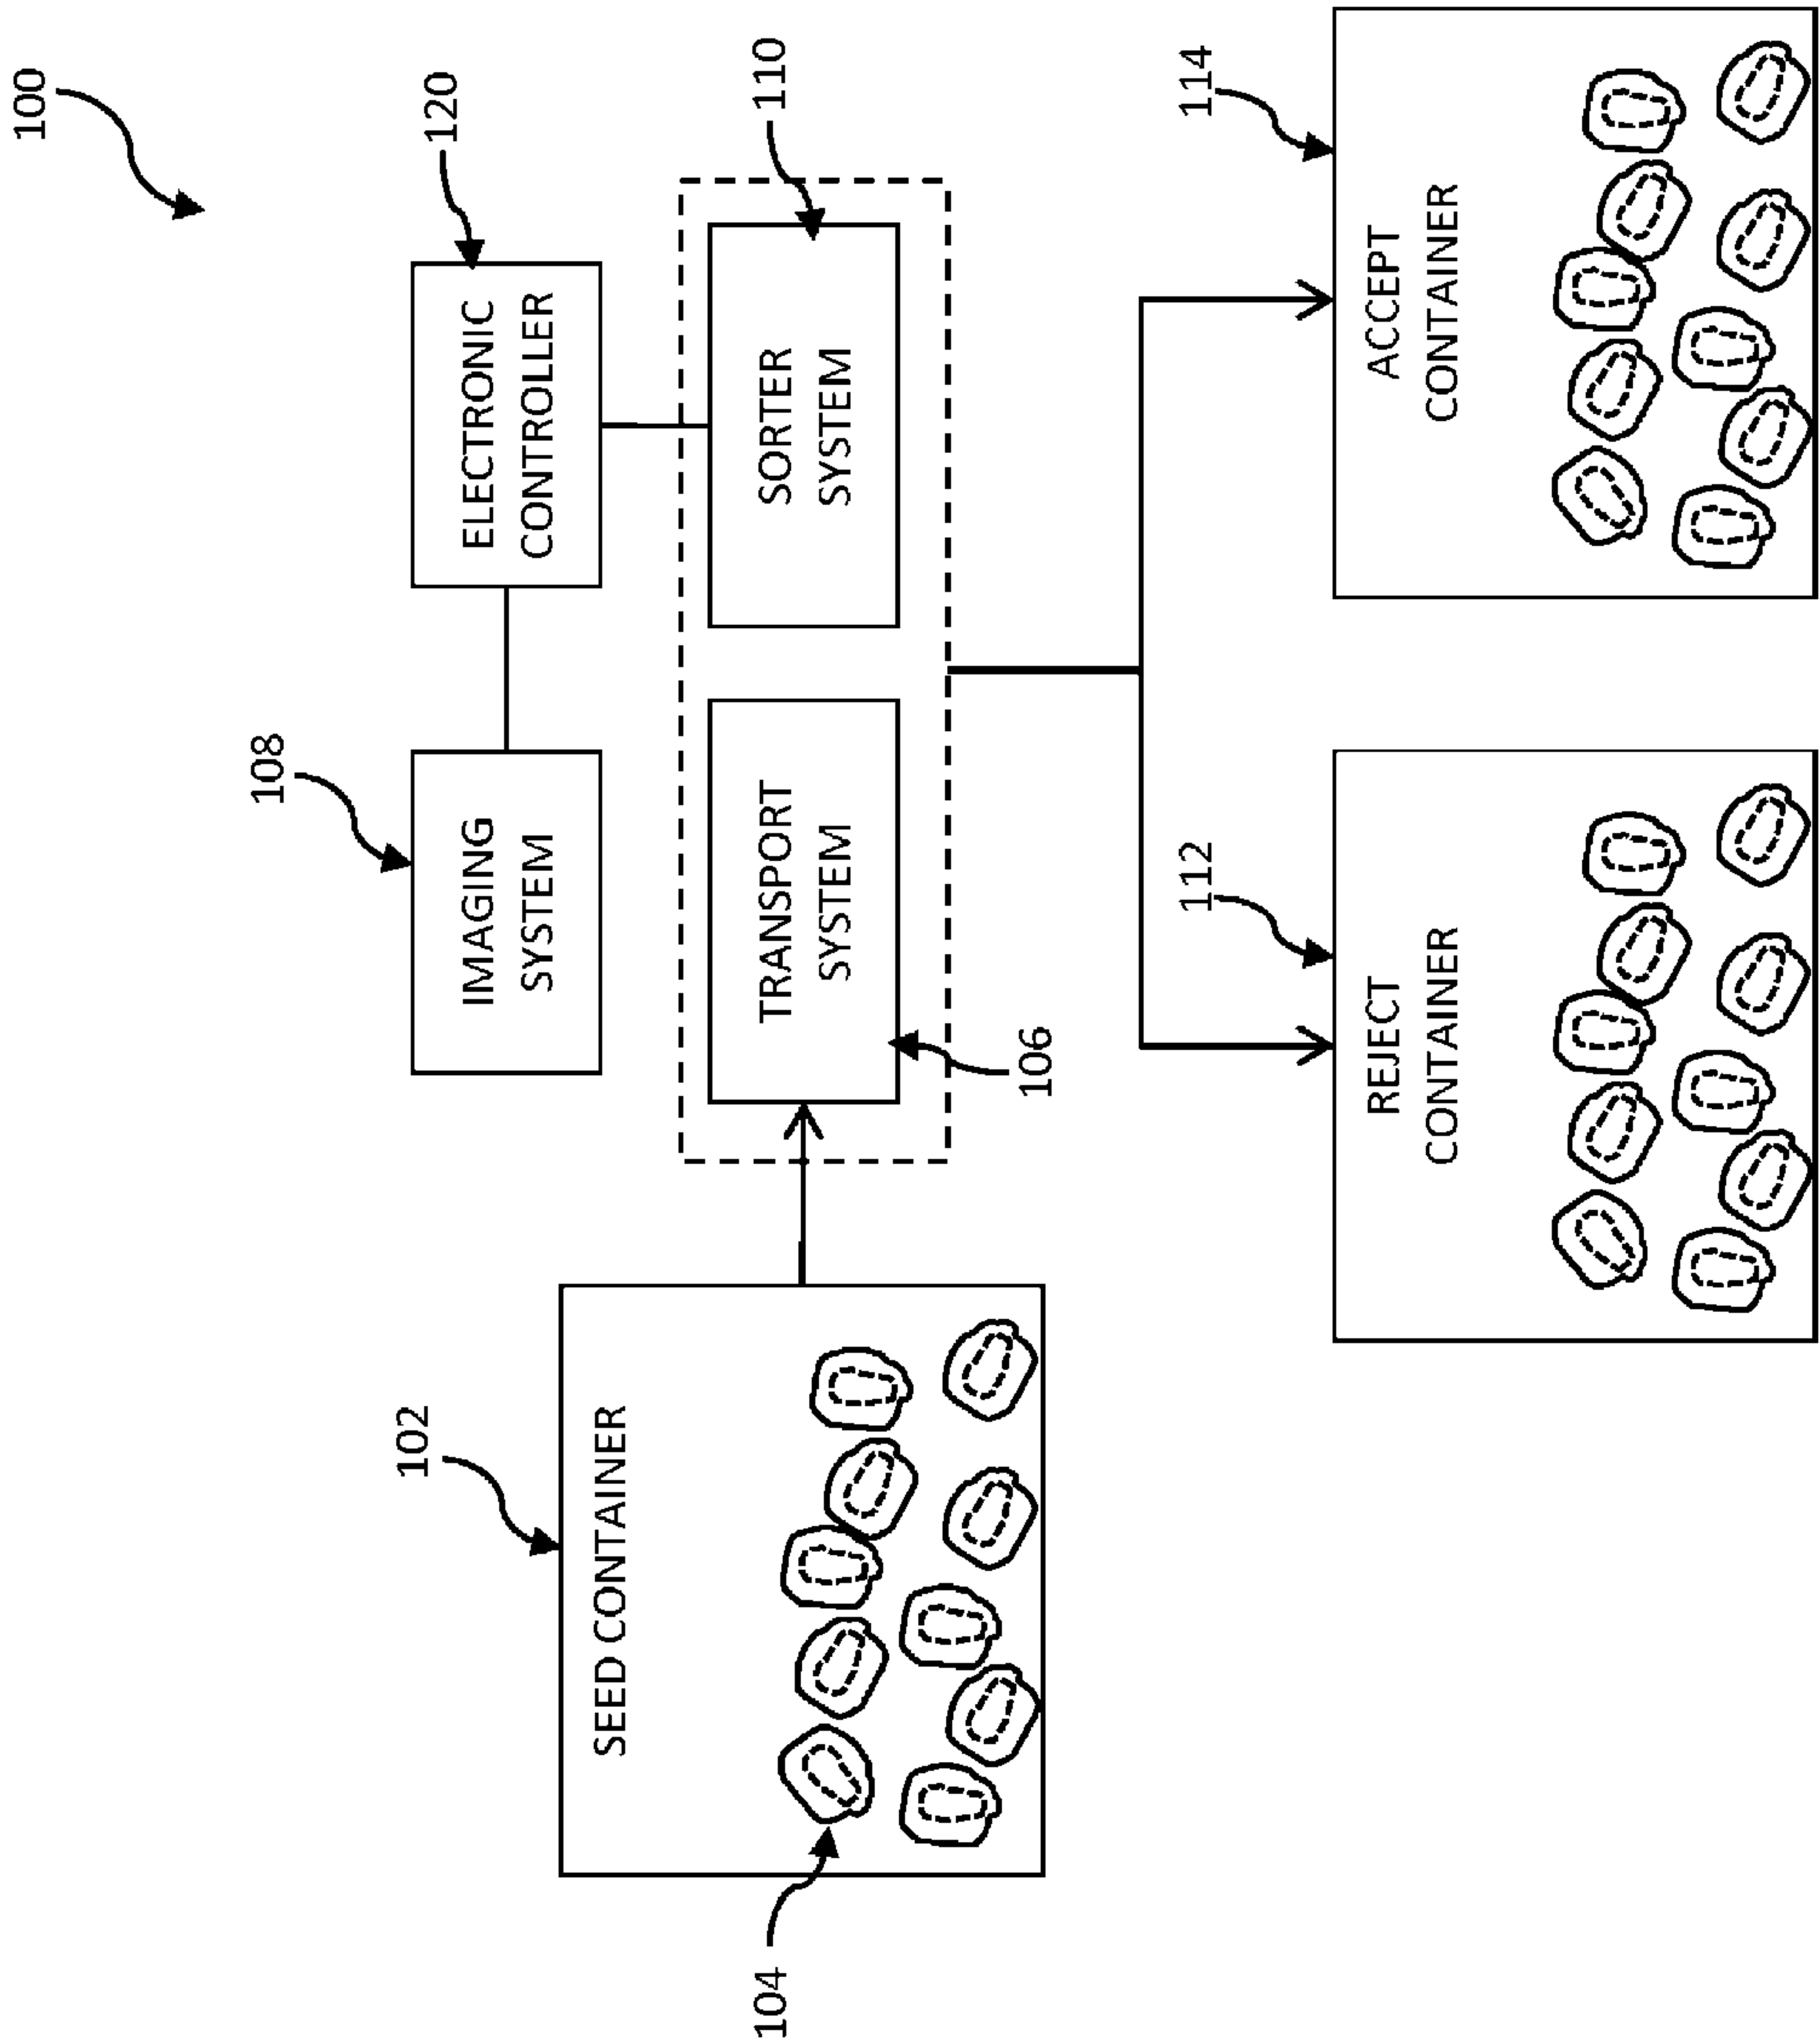 100
108
120
IMAGING
SYSTEM
ELECTRONIC
CONTROLLER
102
110
SEED CONTAINER
TRANSPORT
SYSTEM
SORTER
SYSTEM
104
106
112
114
REJECT
CONTAINER
ACCEPT
CONTAINER